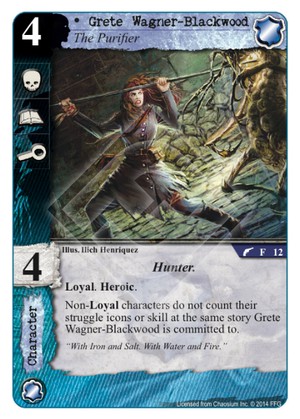 4
• Grete Wagner-Blackwood
The Purifier
Illus. Ilich Henriquez
F 12
4
Character
Hunter.
Loyal. Heroic.
Non-Loyal characters do not count their
struggle icons or skill at the same story Grete
Wagner-Blackwood is committed to.
“With Iron and Salt, With Water and Fire.”
Licensed from Chaosium Inc. © 2014 FFG